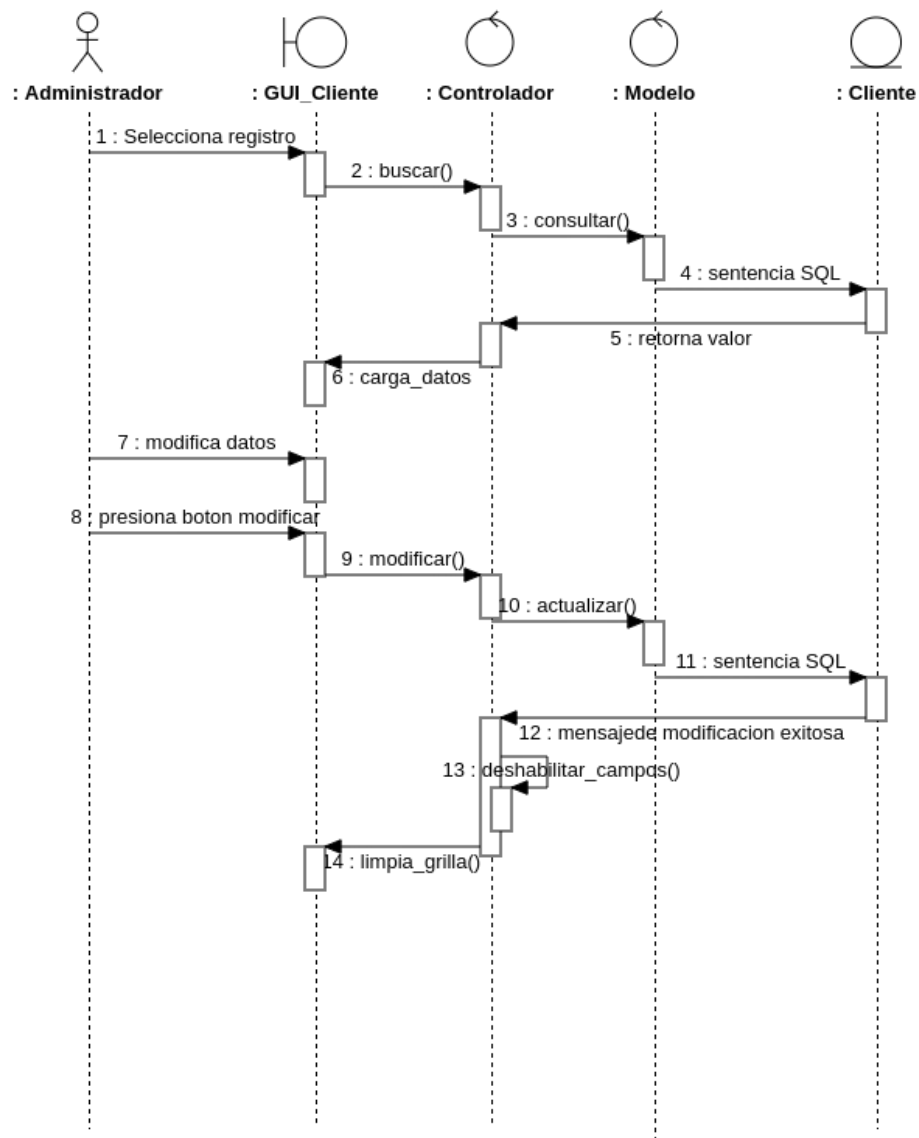 : Administrador
: GUI_Cliente
: Controlador
: Modelo
: Cliente
1 : Selecciona registro
2 : buscar()
3 : consultar()
4 : sentencia SQL
5 : retorna valor
6 : carga_datos
7 : modifica datos
8 : presiona boton modificar
9 : modificar()
10 : actualizar()
11 : sentencia SQL
12 : mensajede modificacion exitosa
13 : deshabilitar_campos()
14 : limpia_grilla()